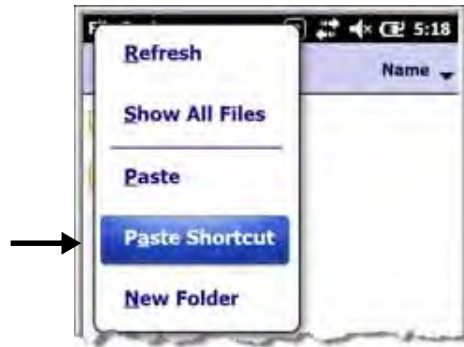 5:18
Name
Refresh
Show All Files
Paste
Paste Shortcut
New Folder